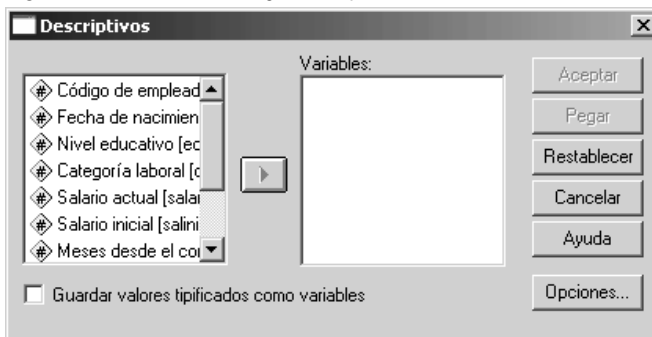 Descriptivos
Variables:
Código de emplead
Fecha de nacimien
Nivel educativo [ec
Categoría laboral [c
Salario actual [salar
Salario inicial [salini
Meses desde el con
Guardar valores tipificados como variables
Aceptar
Pegar
Restablecer
Cancelar
Ayuda
Opciones...